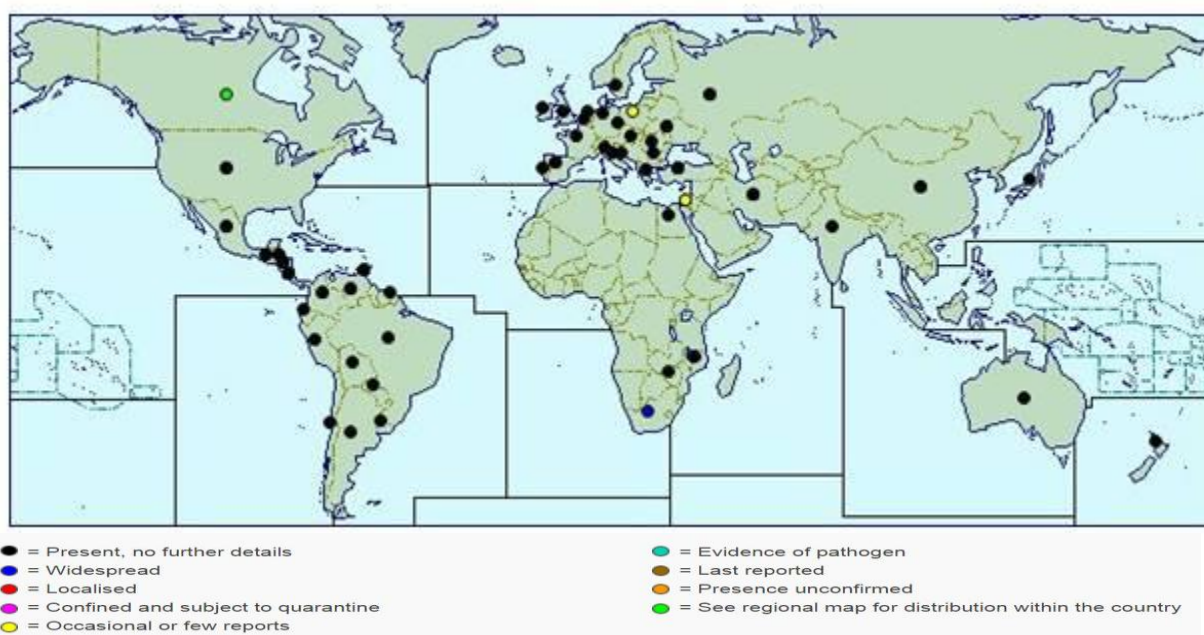 = Present, no further details
= Widespread
= Localised
= Confined and subject to quarantine
= Occasional or few reports
= Evidence of pathogen
= Last reported
= Presence unconfirmed
= See regional map for distribution within the country